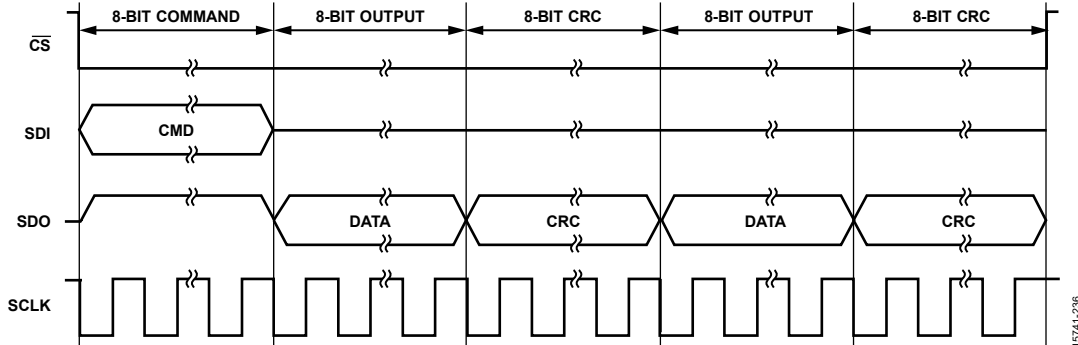 8-BIT COMMAND 8-BIT OUTPUT 8-BIT CRC 8-BIT OUTPUT 8-BIT CRC
CS
SDI CMD
SDO DATA CRC DATA CRC
SCLK
15741-236